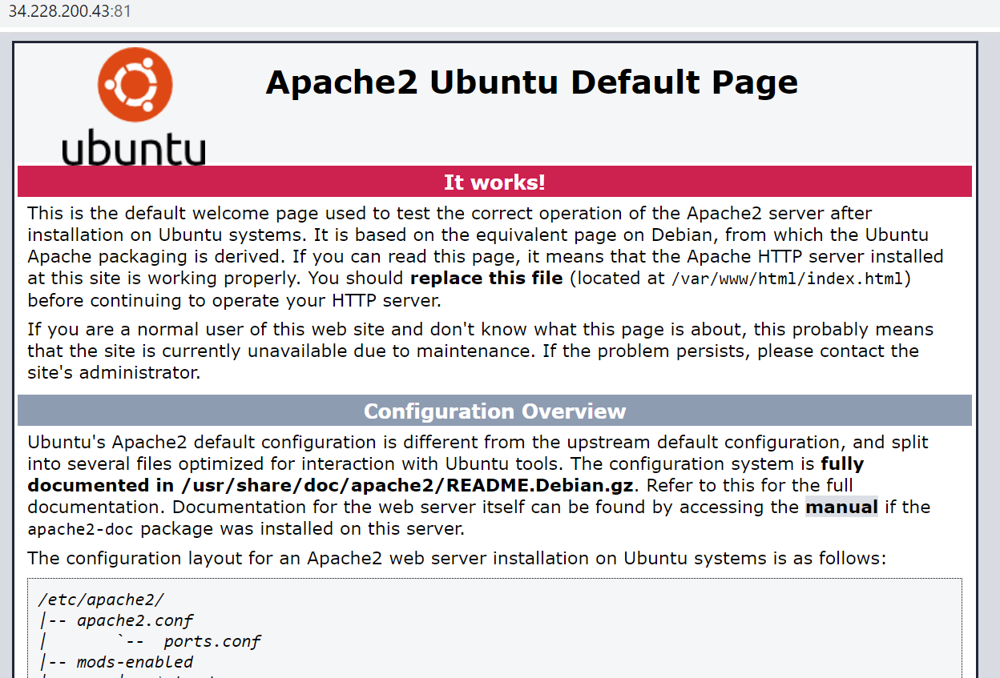 34.228.200.43:81
Apache2 Ubuntu Default Page
ubuntu
It works!
This is the default welcome page used to test the correct operation of the Apache2 server after
installation on Ubuntu systems. It is based on the equivalent page on Debian, from which the Ubuntu
Apache packaging is derived. If you can read this page, it means that the Apache HTTP server installed
at this site is working properly. You should replace this file (located at /var/www/html/index.html)
before continuing to operate your HTTP server.
If you are a normal user of this web site and don't know what this page is about, this probably means
that the site is currently unavailable due to maintenance. If the problem persists, please contact the
site's administrator.
Configuration Overview
Ubuntu's Apache2 default configuration is different from the upstream default configuration, and split
into several files optimized for interaction with Ubuntu tools. The configuration system is fully
documented in /usr/share/doc/apache2/README.Debian.gz. Refer to this for the full
documentation. Documentation for the web server itself can be found by accessing the manual if the
apache2-doc package was installed on this server.
The configuration layout for an Apache2 web server installation on Ubuntu systems is as follows:
/etc/apache2/
|-- apache2.conf
|       `--  ports.conf
|-- mods-enabled